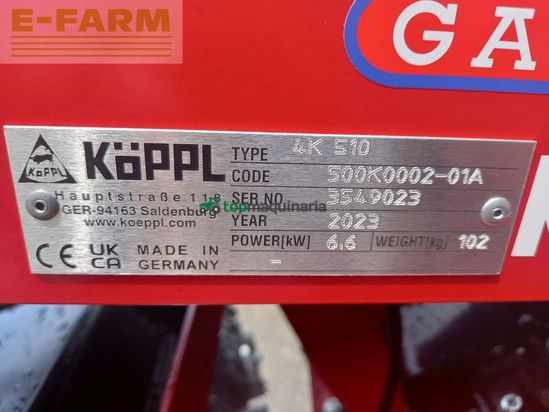 E-FARM
GA
KÖPPL
KÖPPL
Hauptstraße 118
GER-94163 Saldenburg
www.koeppl.com
CE UK CA MADE IN GERMANY
TYPE 4K 510
CODE 500K0002-01A
SER NO 3549023
YEAR 2023
POWER[kW] 6.6 WEIGHT[kg] 102
topmaquinaria